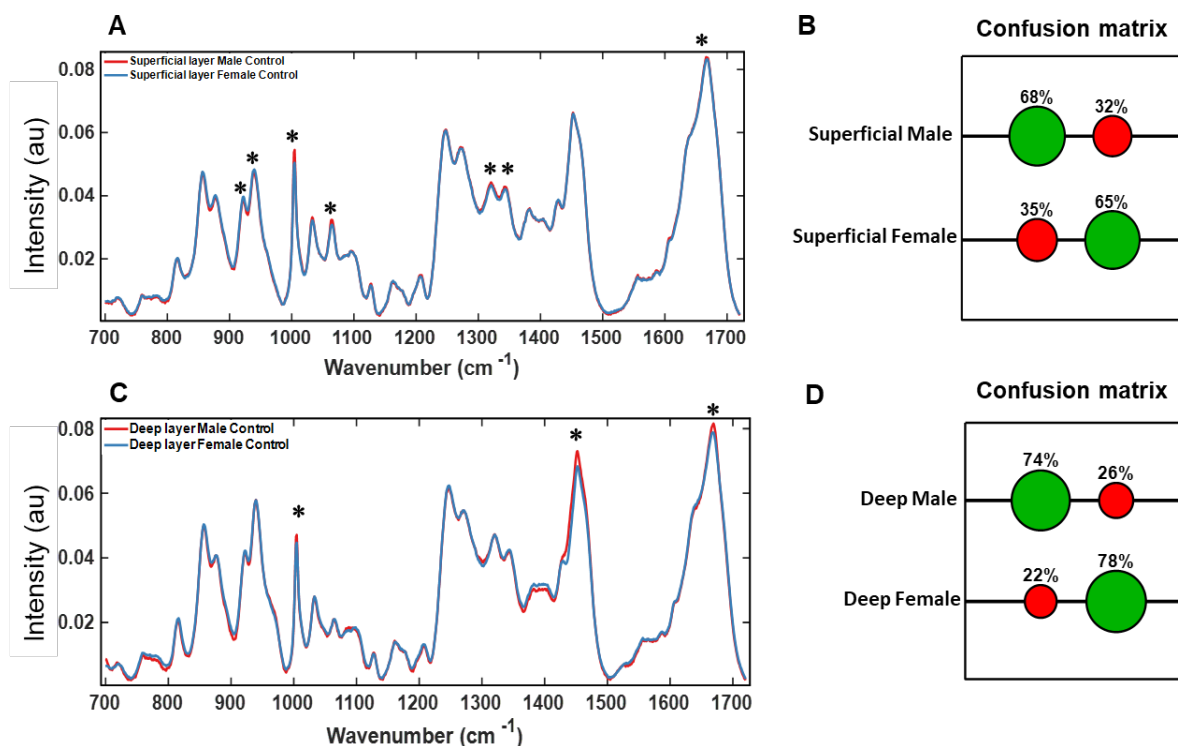 A
*
Superficial layer Male Control
Superficial layer Female Control
0.08
*
*
*
*
* *
0.06
0.04
0.02
0
Intensity (au)
700 800 900 1000 1100 1200 1300 1400 1500 1600 1700
Wavenumber (cm -1)
B
Confusion matrix
68% 32%
Superficial Male
35% 65%
Superficial Female
C
*
Deep layer Male Control
Deep layer Female Control
0.08
*
0.06
*
0.04
0.02
0
Intensity (au)
700 800 900 1000 1100 1200 1300 1400 1500 1600 1700
Wavenumber (cm -1)
D
Confusion matrix
74% 26%
Deep Male
22% 78%
Deep Female